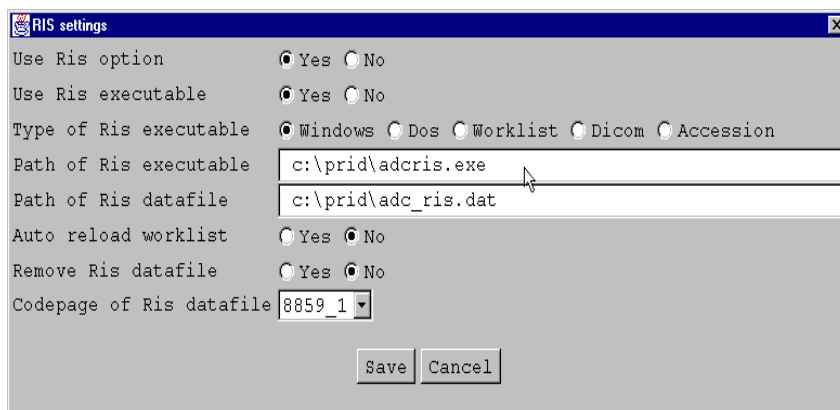 RIS settings
Use Ris option Yes No
Use Ris executable Yes No
Type of Ris executable Windows Dos Worklist Dicom Accession
Path of Ris executable c:\prid\adcris.exe
Path of Ris datafile c:\prid\adc_ris.dat
Auto reload worklist Yes No
Remove Ris datafile Yes No
Codepage of Ris datafile 8859_1
Save Cancel